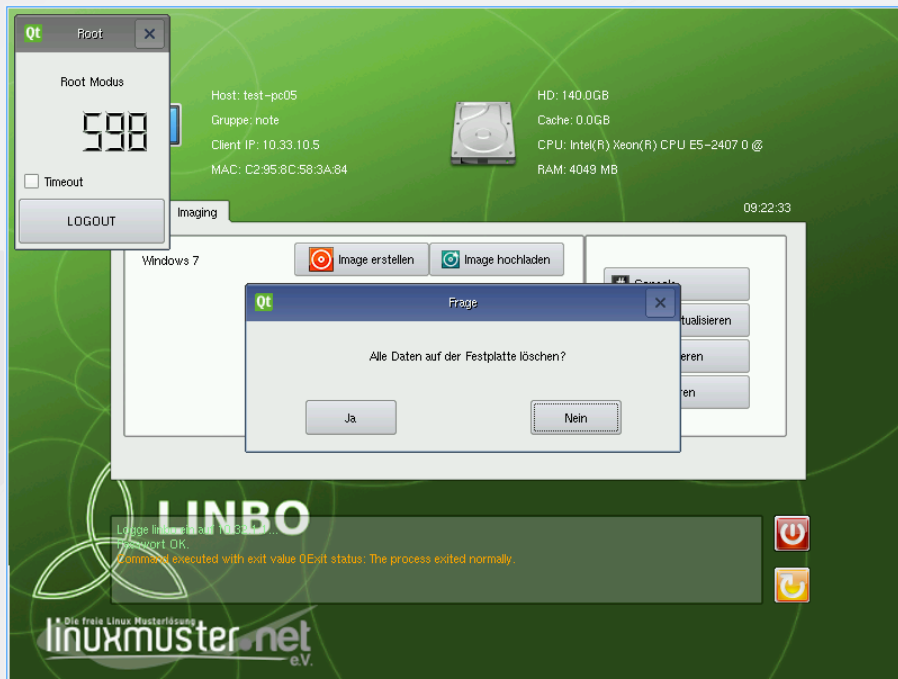 Qt Root
Root Modus
598
Timeout
LOGOUT
Host: test-pc05
Gruppe: note
Client IP: 10.33.10.5
MAC: C2:95:8C:58:3A:84
HD: 140.0GB
Cache: 0.0GB
CPU: Intel(R) Xeon(R) CPU E5-2407 0 @
RAM: 4049 MB
Imaging
09:22:33
Windows 7
Image erstellen
Image hochladen
Qt Frage
Alle Daten auf der Festplatte löschen?
Ja
Nein
LINBO
Logge linbo ein auf
OK.
Command executed with exit value 0Exit status: The process exited normally.
Die freie Linux Musterlösung
linuxmuster.net
e.V.